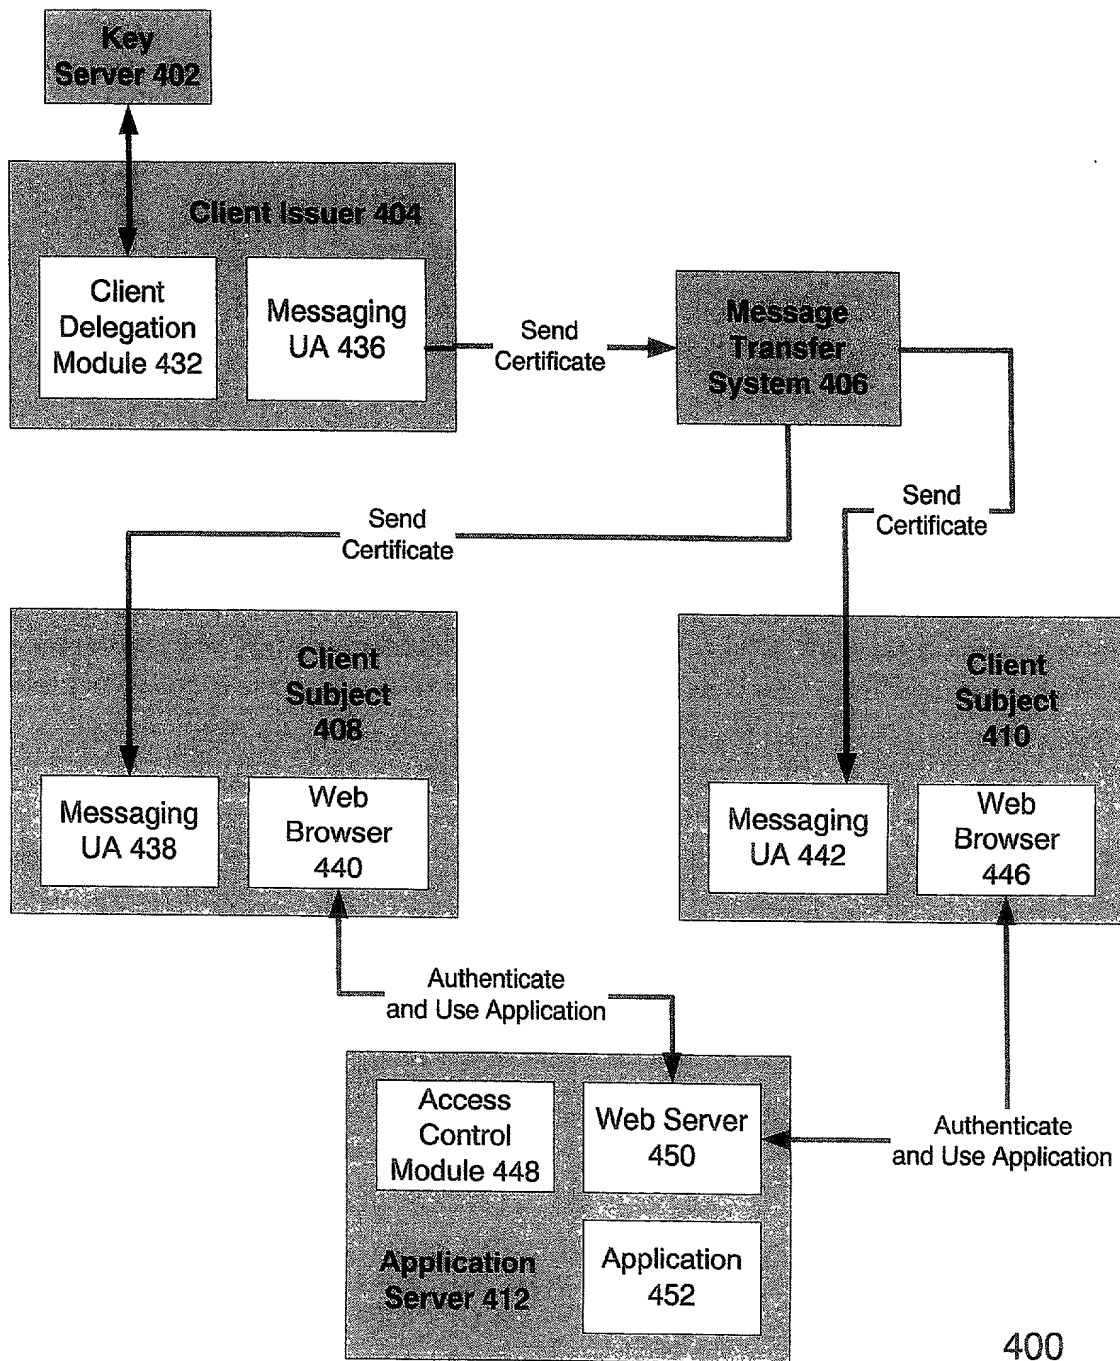 Key
Server 402
Client Issuer 404
Client
Delegation
Module 432
Messaging
UA 436
Send
Certificate
Message
Transfer
System 406
Send
Certificate
Send
Certificate
Client
Subject
408
Messaging
UA 438
Web
Browser
440
Client
Subject
410
Messaging
UA 442
Web
Browser
446
Authenticate
and Use Application
Access
Control
Module 448
Web Server
450
Authenticate
and Use Application
Application
Server 412
Application
452
400